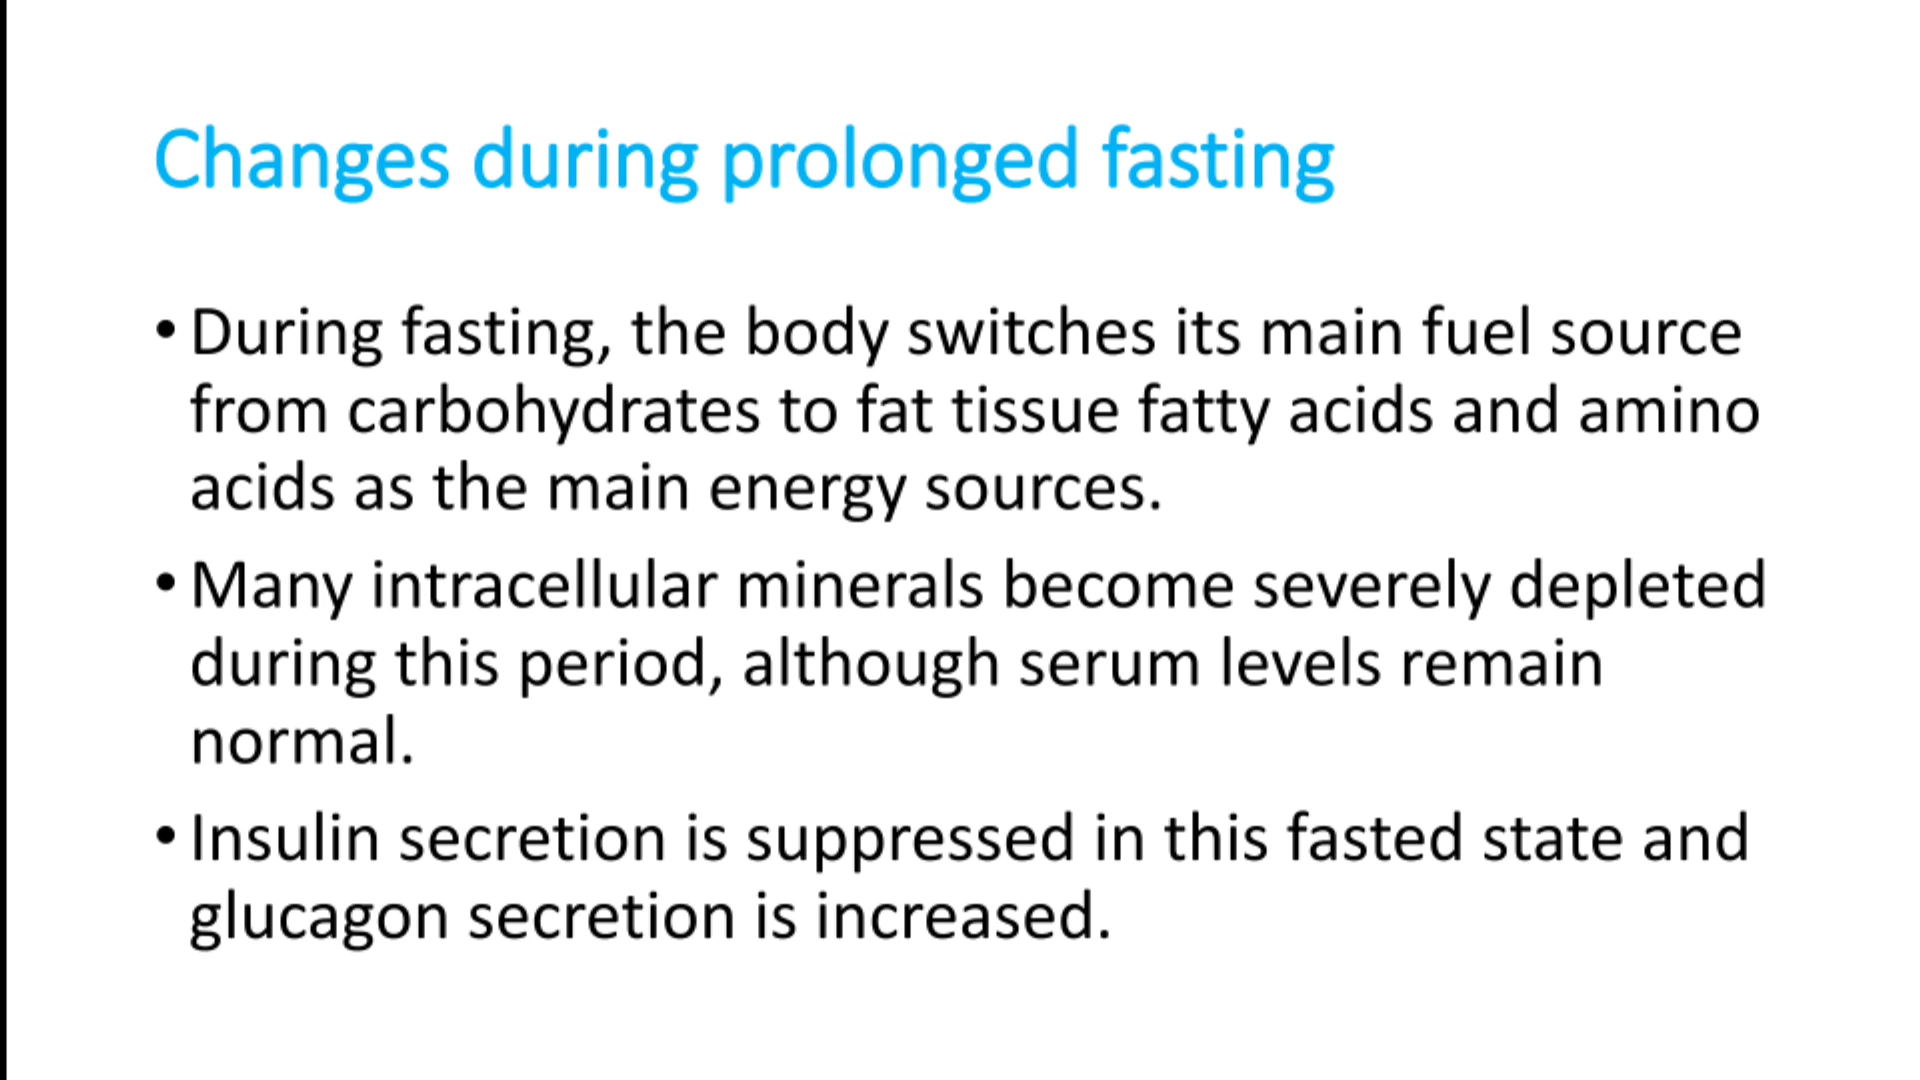 Changes during prolonged fasting
• During fasting, the body switches its main fuel source
from carbohydrates to fat tissue fatty acids and amino
acids as the main energy sources.
• Many intracellular minerals become severely depleted
during this period, although serum levels remain
normal.
• Insulin secretion is suppressed in this fasted state and
glucagon secretion is increased.